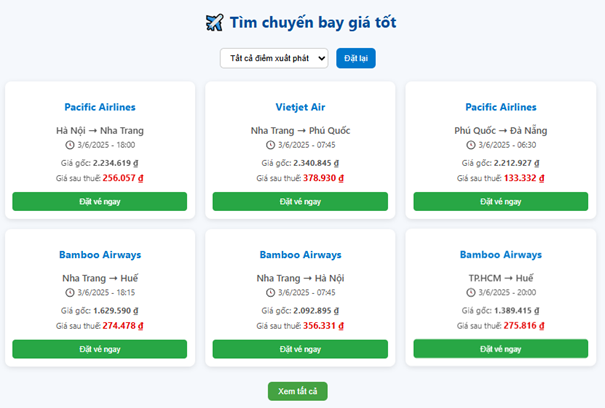 Tìm chuyến bay giá tốt
Tất cả điểm xuất phát
Đặt lại
Pacific Airlines
Hà Nội → Nha Trang
3/6/2025 - 18:00
Giá gốc: 2.234.619 ₫
Giá sau thuế: 256.057 ₫
Đặt vé ngay
Vietjet Air
Nha Trang → Phú Quốc
3/6/2025 - 07:45
Giá gốc: 2.340.845 ₫
Giá sau thuế: 378.930 ₫
Đặt vé ngay
Pacific Airlines
Phú Quốc → Đà Nẵng
3/6/2025 - 06:30
Giá gốc: 2.212.927 ₫
Giá sau thuế: 133.332 ₫
Đặt vé ngay
Bamboo Airways
Nha Trang → Huế
3/6/2025 - 18:15
Giá gốc: 1.629.590 ₫
Giá sau thuế: 274.478 ₫
Đặt vé ngay
Bamboo Airways
Nha Trang → Hà Nội
3/6/2025 - 07:45
Giá gốc: 2.092.895 ₫
Giá sau thuế: 356.331 ₫
Đặt vé ngay
Bamboo Airways
TP.HCM → Huế
3/6/2025 - 20:00
Giá gốc: 1.389.415 ₫
Giá sau thuế: 275.816 ₫
Đặt vé ngay
Xem tất cả